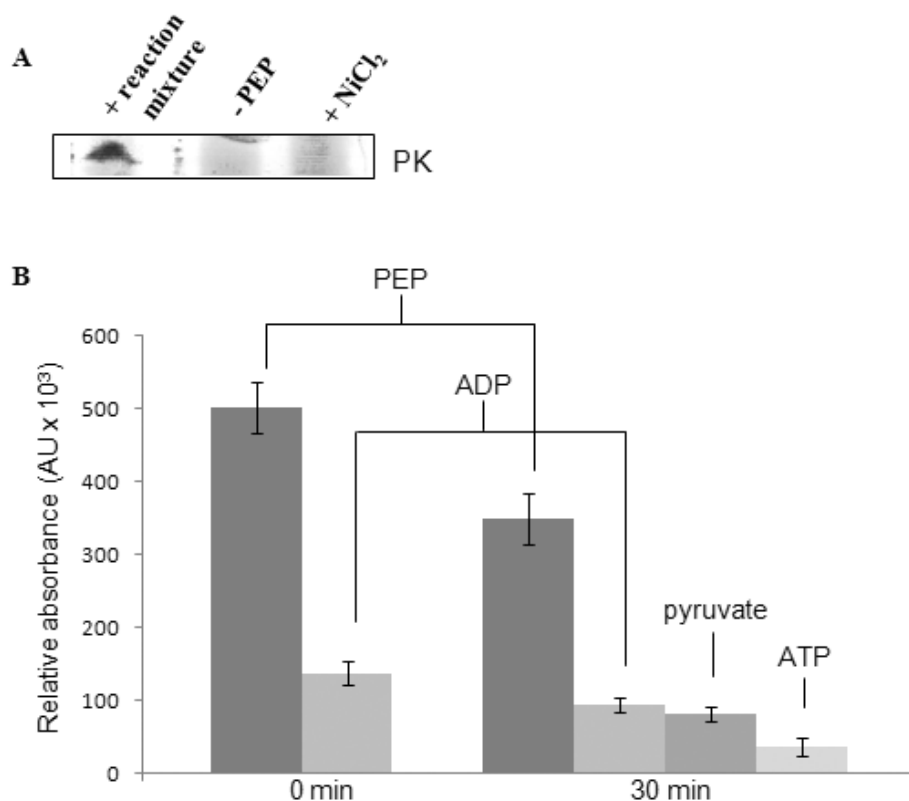 A
+ reaction
mixture
- PEP
+ NiCl₂
PK
B
PEP
ADP
pyruvate
ATP
Relative absorbance (AU x 10³)
600
500
400
300
200
100
0
0 min
30 min